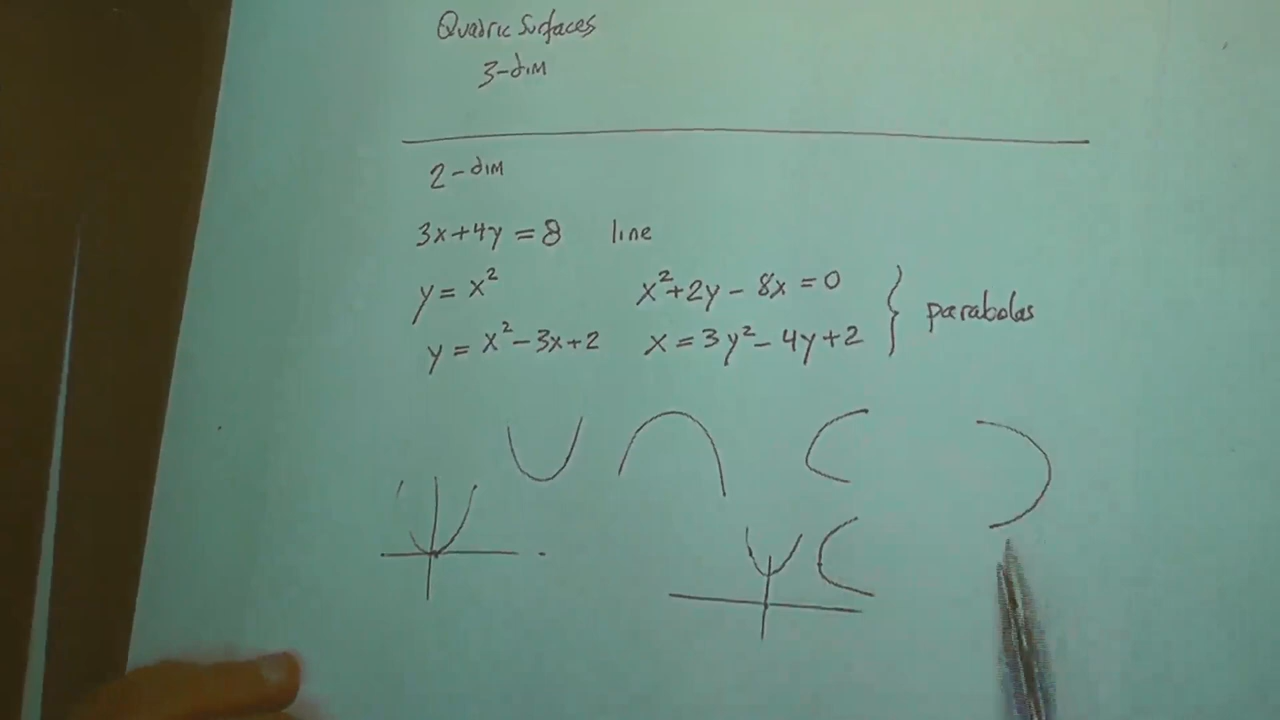 Quadric Surfaces
3-dim
2-dim
3x+4y=8 line
y=x² x²+2y-8x=0
y=x²-3x+2 x=3y²-4y+2 } parabolas